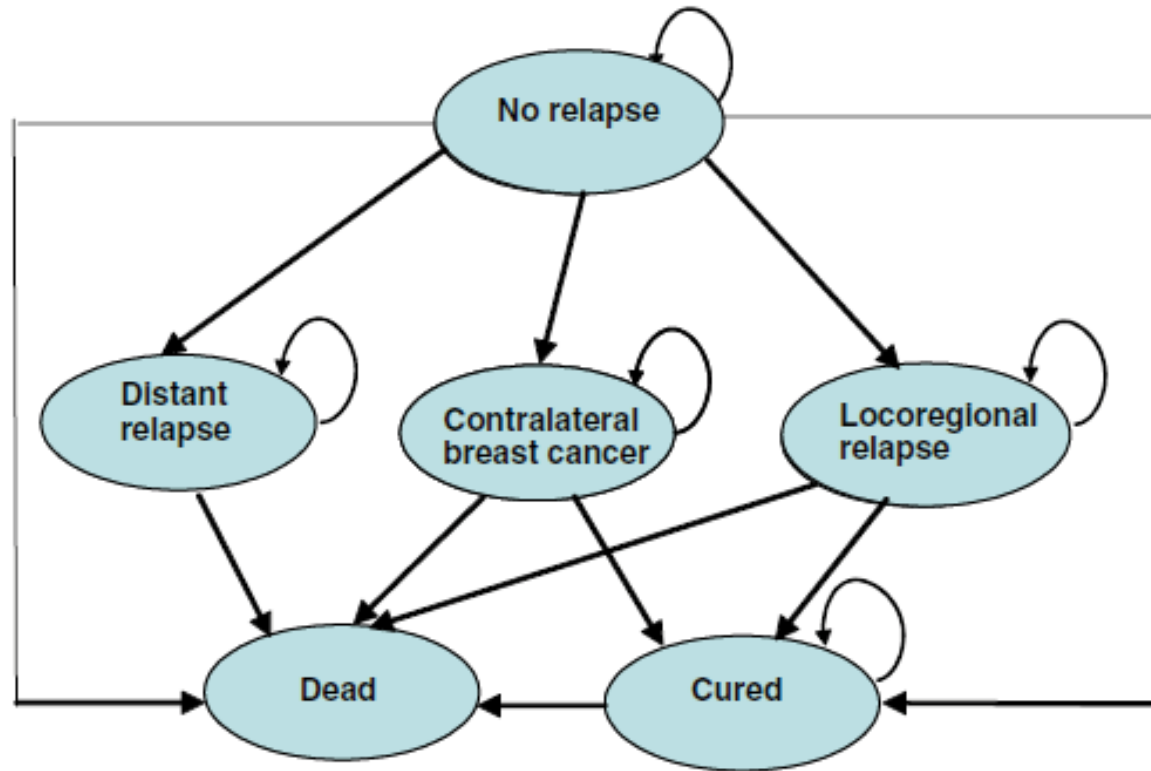 No relapse
Distant
relapse
Contralateral
breast cancer
Locoregional
relapse
Dead
Cured